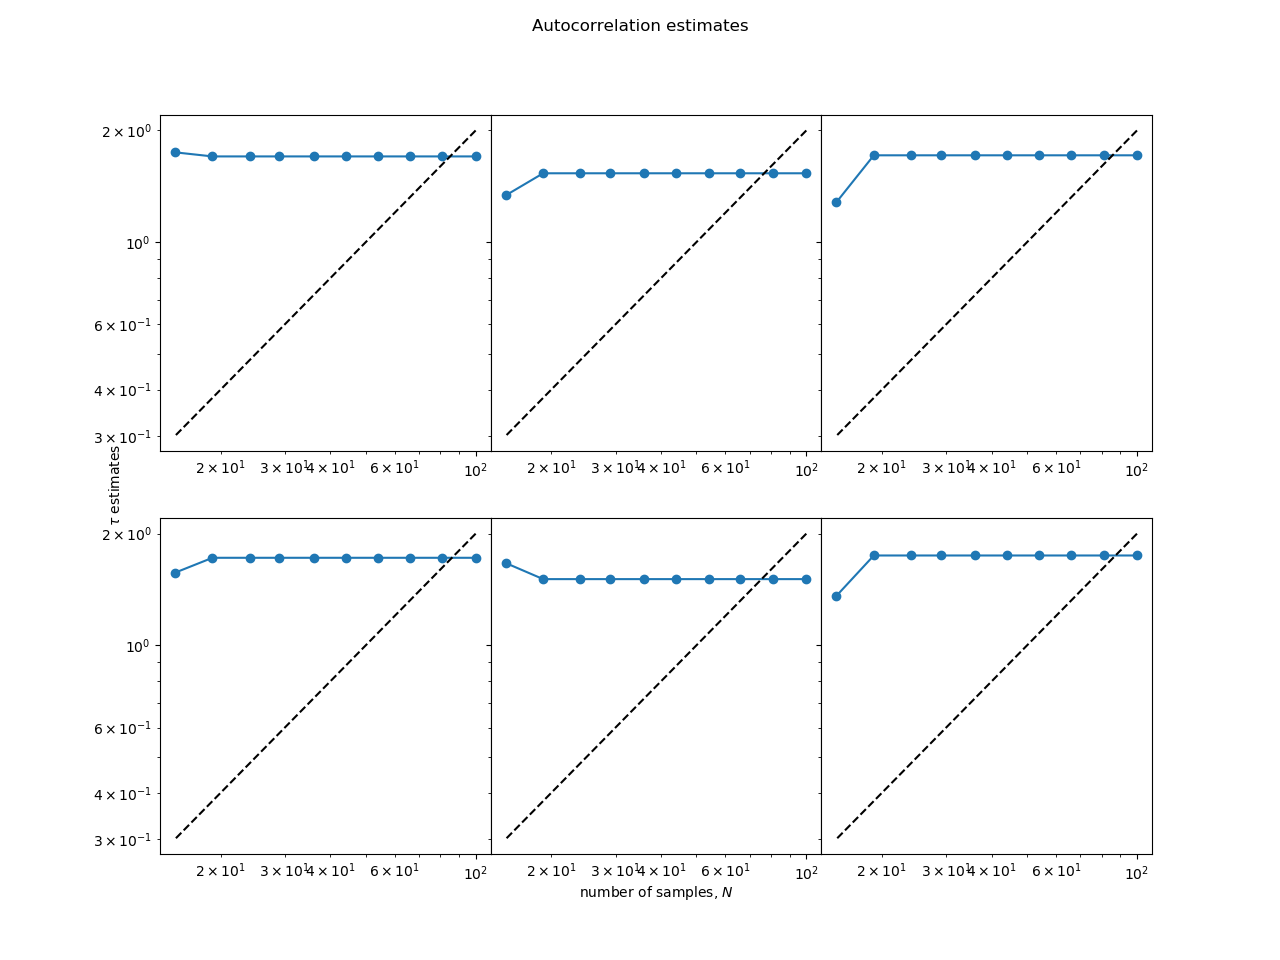 Autocorrelation estimates
2 × 10⁰
10⁰
6 × 10⁻¹
4 × 10⁻¹
3 × 10⁻¹
2 × 10¹ 3 × 10¹ 4 × 10¹ 6 × 10¹ 10² 2 × 10¹ 3 × 10¹ 4 × 10¹ 6 × 10¹ 10² 2 × 10¹ 3 × 10¹ 4 × 10¹ 6 × 10¹ 10²
τ estimates
2 × 10⁰
10⁰
6 × 10⁻¹
4 × 10⁻¹
3 × 10⁻¹
2 × 10¹ 3 × 10¹ 4 × 10¹ 6 × 10¹ 10² 2 × 10¹ 3 × 10¹ 4 × 10¹ 6 × 10¹ 10² 2 × 10¹ 3 × 10¹ 4 × 10¹ 6 × 10¹ 10²
number of samples, N